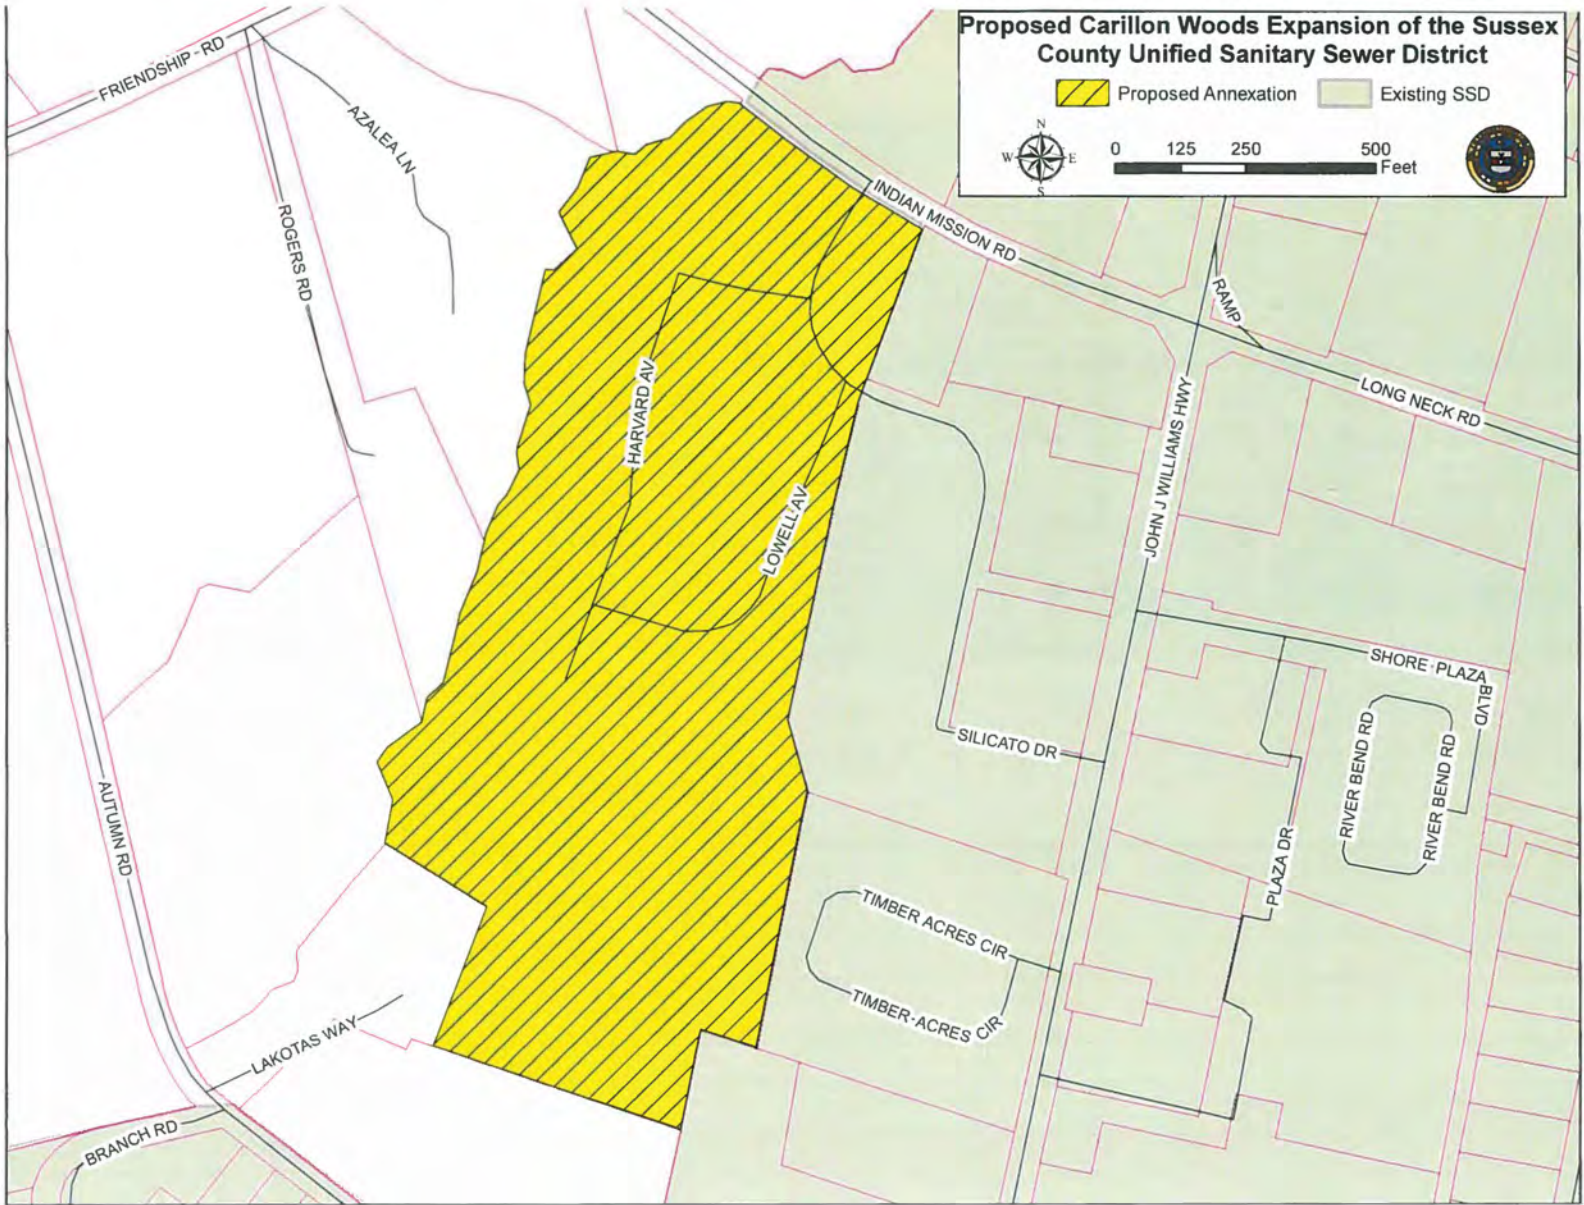 Proposed Carillon Woods Expansion of the Sussex
County Unified Sanitary Sewer District
Proposed Annexation
Existing SSD
N
W
E
S
0 125 250 500
Feet
FRIENDSHIP-RD
AZALEA LN
ROGERS RD
INDIAN MISSION RD
RAMP
LONG NECK RD
HARVARD AV
LOWELL AV
JOHN J WILLIAMS HWY
SHORE PLAZA
BLVD
SILICATO DR
RIVER BEND RD
RIVER BEND RD
PLAZA DR
AUTUMN RD
TIMBER ACRES CIR
TIMBER-ACRES CIR
LAKOTAS WAY
BRANCH RD